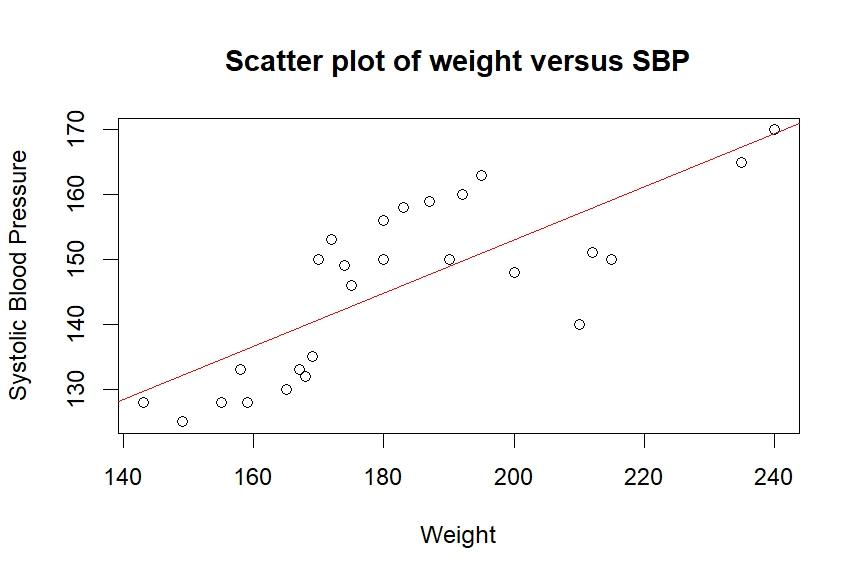 Scatter plot of weight versus SBP
Systolic Blood Pressure
170
160
150
140
130
140 160 180 200 220 240
Weight